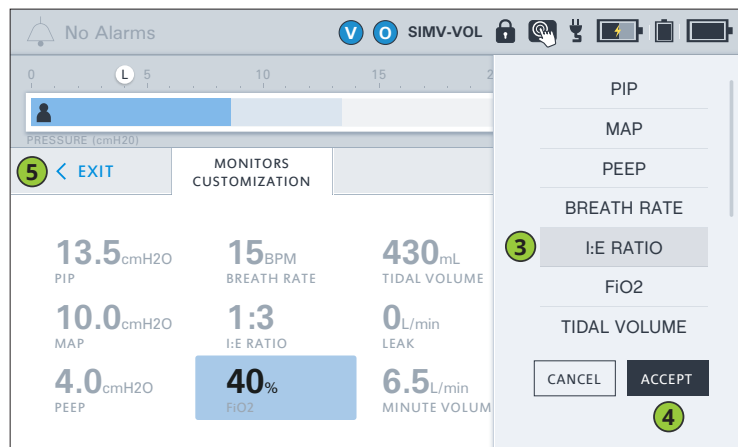 No Alarms
V O SIMV-VOL
0 L 5 10 15 2
PRESSURE (cmH20)
5 < EXIT
MONITORS
CUSTOMIZATION
13.5cmH2O 15BPM 430mL
PIP BREATH RATE TIDAL VOLUME
10.0cmH2O 1:3 0L/min
MAP I:E RATIO LEAK
4.0cmH2O 40% 6.5L/min
PEEP FiO2 MINUTE VOLUM
PIP
MAP
PEEP
BREATH RATE
3 I:E RATIO
FiO2
TIDAL VOLUME
CANCEL ACCEPT
4